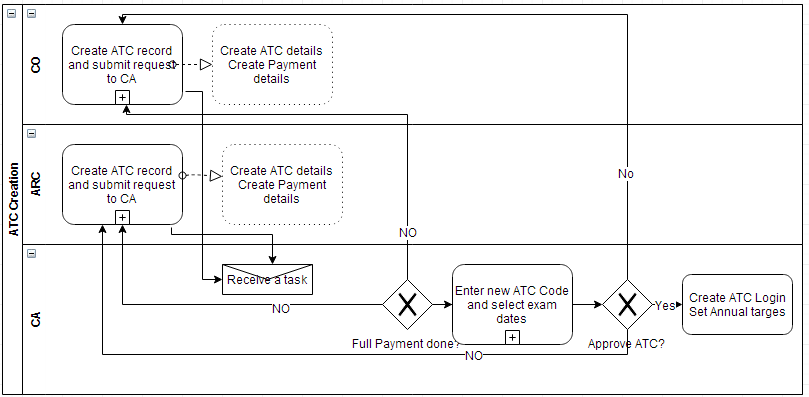 ATC Creation
CO
Create ATC record
and submit request
to CA
Create ATC details
Create Payment
details
ARC
Create ATC record
and submit request
to CA
Create ATC details
Create Payment
details
No
NO
CA
Receive a task
NO
Full Payment done?
Enter new ATC Code
and select exam
dates
Approve ATC?
Yes
NO
Create ATC Login
Set Annual targes